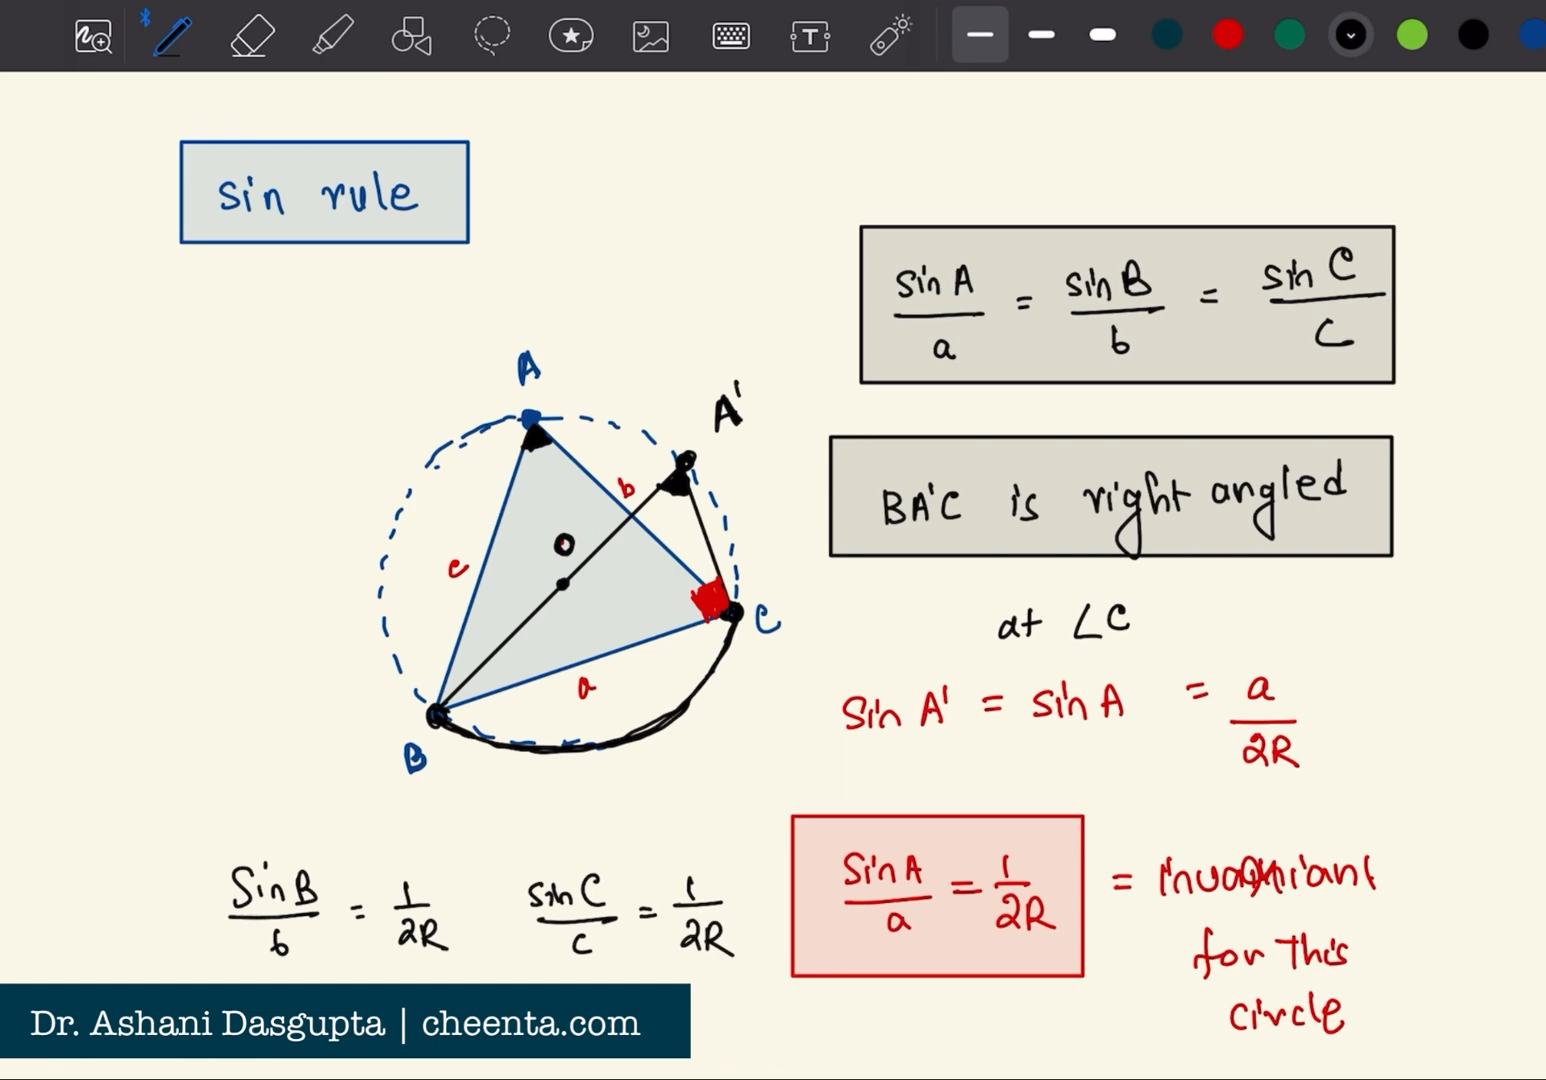 sin rule
sin A / a = sin B / b = sin C / c
A
A'
b
BA'C is right angled
O
c
C
at ∠C
a
sin A' = sin A = a / 2R
B
sin A / a = 1 / 2R = invariant
for this
circle
Sin B / b = 1 / 2R
sin C / c = 1 / 2R
Dr. Ashani Dasgupta | cheenta.com